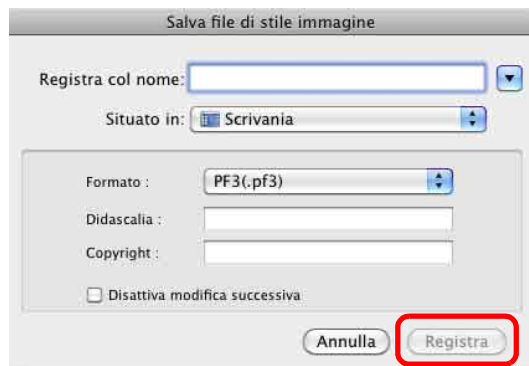 Salva file di stile immagine
Registra col nome:
Situato in: Scrivania
Formato : PF3(.pf3)
Didascalia :
Copyright :
Disattiva modifica successiva
Annulla Registra